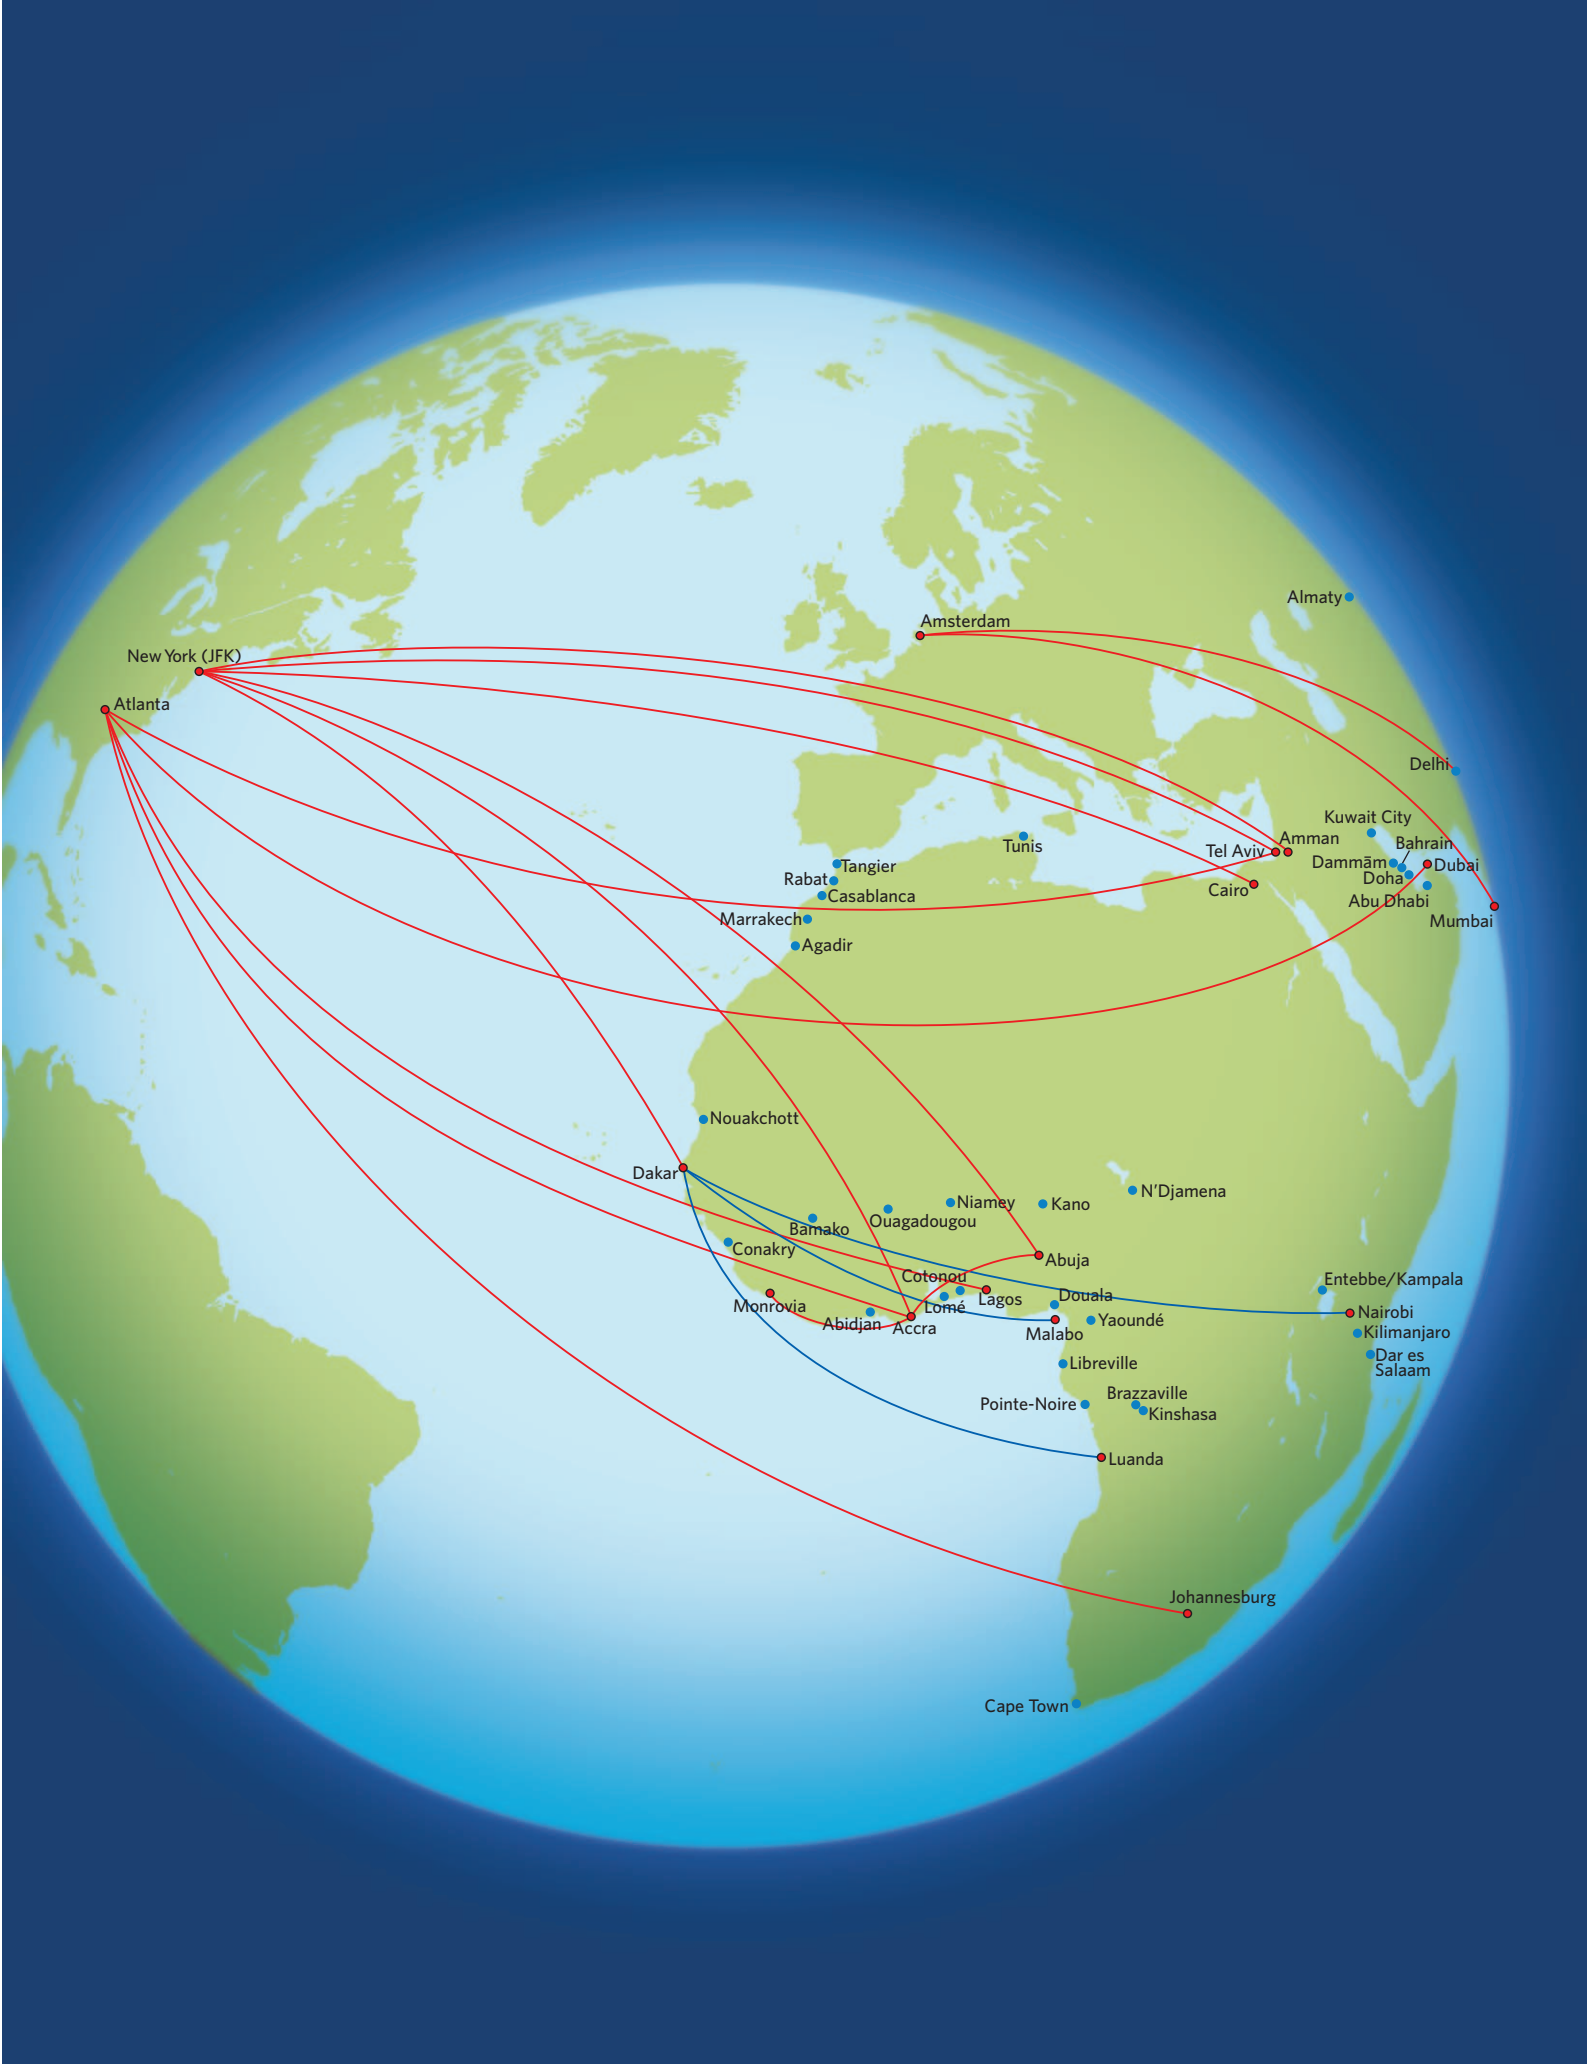 Almaty
Amsterdam
New York (JFK)
Atlanta
Delhi
Kuwait City
Amman
Bahrain
Tunis
Tel Aviv
Dammām
Dubai
Tangier
Rabat
Doha
Cairo
Casablanca
Abu Dhabi
Marrakech
Mumbai
Agadir
Nouakchott
Dakar
N'Djamena
Niamey
Kano
Ouagadougou
Bamako
Conakry
Abuja
Cotonou
Entebbe/Kampala
Douala
Lagos
Lomé
Monrovia
Nairobi
Abidjan
Accra
Yaoundé
Malabo
Kilimanjaro
Dar es
Salaam
Libreville
Brazzaville
Pointe-Noire
Kinshasa
Luanda
Johannesburg
Cape Town